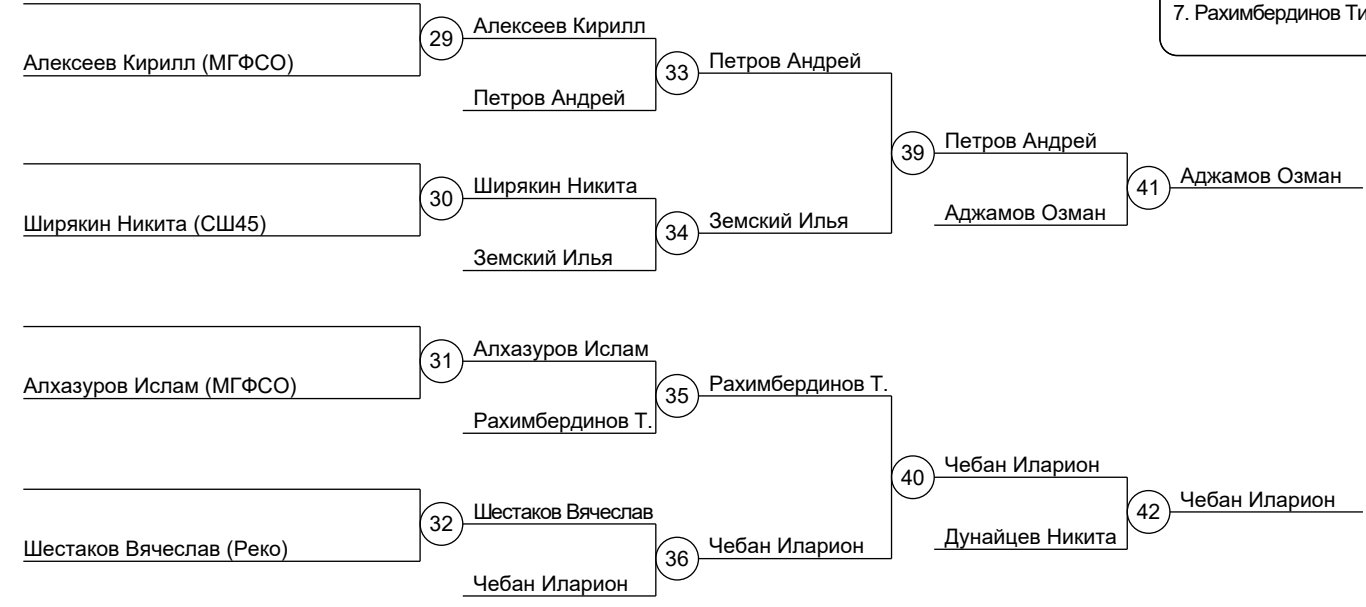 7. Рахимбердинов Ти
Алексеев Кирилл (МГФСО)
29
Алексеев Кирилл
Петров Андрей
33
Петров Андрей
Ширякин Никита (СШ45)
30
Ширякин Никита
Земский Илья
34
Земский Илья
39
Петров Андрей
Аджамов Озман
41
Аджамов Озман
Алхазуров Ислам (МГФСО)
31
Алхазуров Ислам
Рахимбердинов Т.
35
Рахимбердинов Т.
Шестаков Вячеслав (Реко)
32
Шестаков Вячеслав
Чебан Иларион
36
Чебан Иларион
40
Чебан Иларион
Дунайцев Никита
42
Чебан Иларион